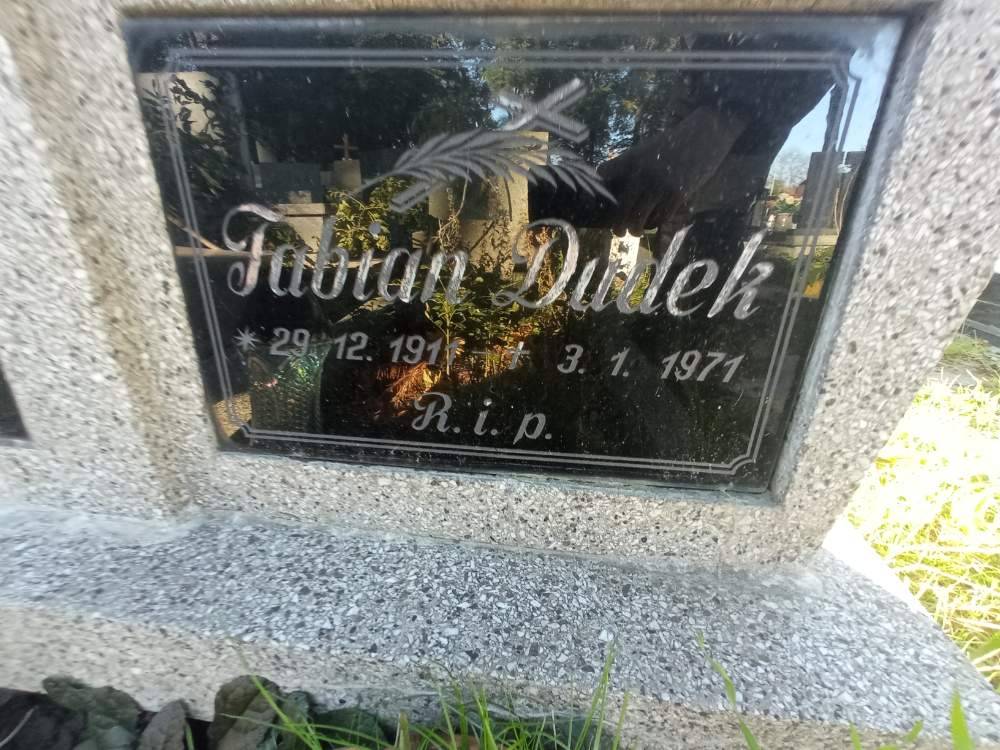 Fabian Dudek
* 29. 12. 1911 – † 3. 1. 1971
R. i. p.